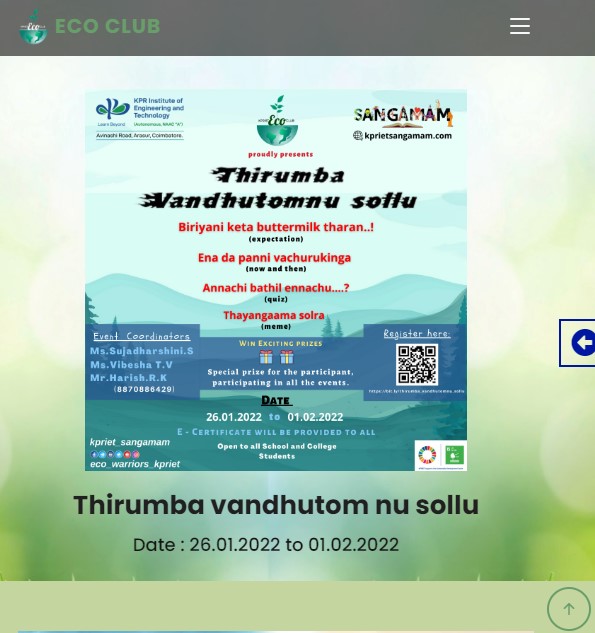 ECO CLUB
KPR Institute of
Engineering and
Technology
Learn Beyond (Autonomous, NAAC "A")
Avinashi Road, Arasur, Coimbatore.
Eco
SANGAMAM
kprietsangamam.com
proudly presents
Thirumba
Vandhutomnu sollu
Biriyani keta buttermilk tharan..!
(expectation)
Ena da panni vachurukinga
(now and then)
Annachi bathil ennachu....?
(quiz)
Thayangaama solra
(meme)
Event Coordinators
Ms.Sujadharshini.S
Ms.Vibesha T.V
Mr.Harish.R.K
(8870886429)
Win Exciting prizes
Special prize for the participant,
participating in all the events.
Register here:
Date
26.01.2022 to 01.02.2022
E - Certificate will be provided to all
Open to all School and College
Students
kpriet_sangamam
eco_warriors_kpriet
Thirumba vandhutom nu sollu
Date : 26.01.2022 to 01.02.2022